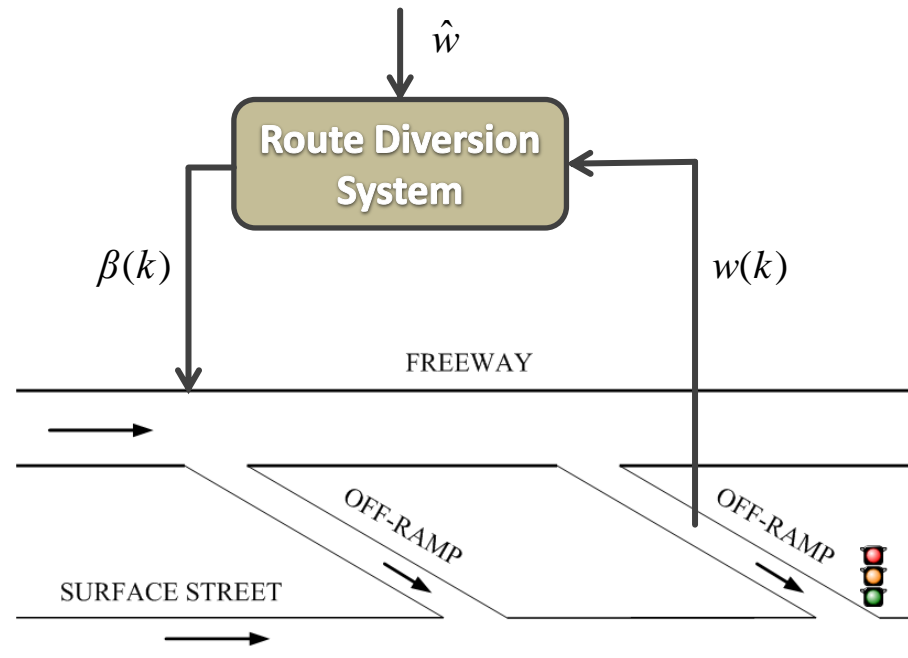 ŵ
Route Diversion
System
β(k)
w(k)
FREEWAY
OFF-RAMP
OFF-RAMP
SURFACE STREET